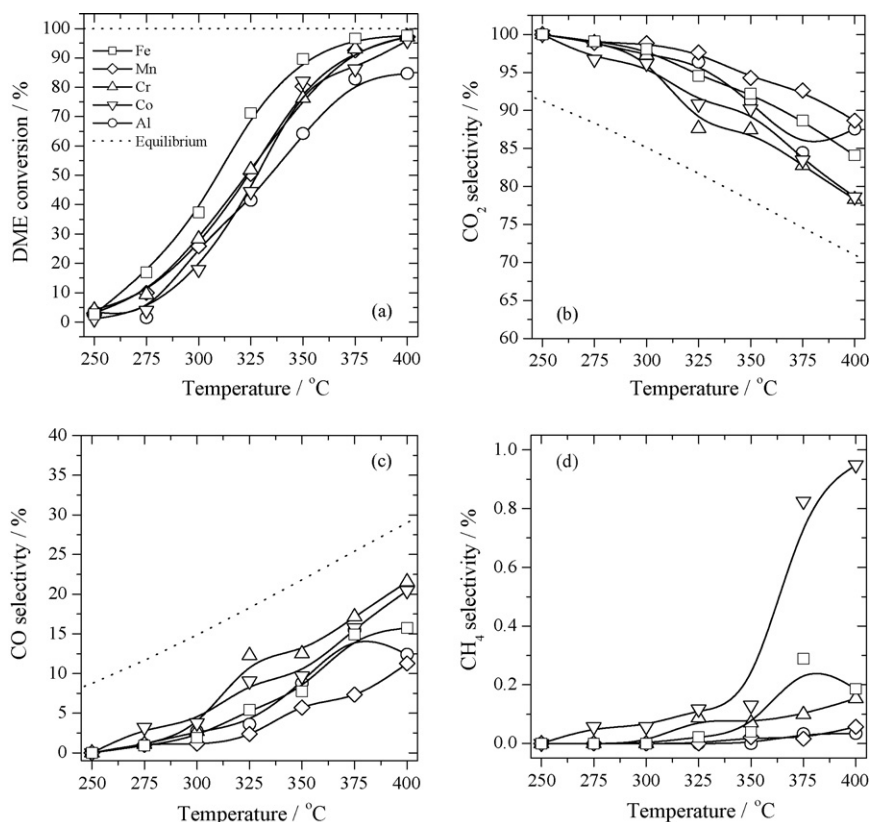 100
90
80
70
60
50
40
30
20
10
0
DME conversion / %
Fe
Mn
Cr
Co
Al
Equilibrium
(a)
250 275 300 325 350 375 400
Temperature / °C
100
95
90
85
80
75
70
65
60
CO₂ selectivity / %
(b)
250 275 300 325 350 375 400
Temperature / °C
40
35
30
25
20
15
10
5
0
CO selectivty / %
(c)
250 275 300 325 350 375 400
Temperature / °C
1.0
0.8
0.6
0.4
0.2
0.0
CH₄ selectivity / %
(d)
250 275 300 325 350 375 400
Temperature / °C